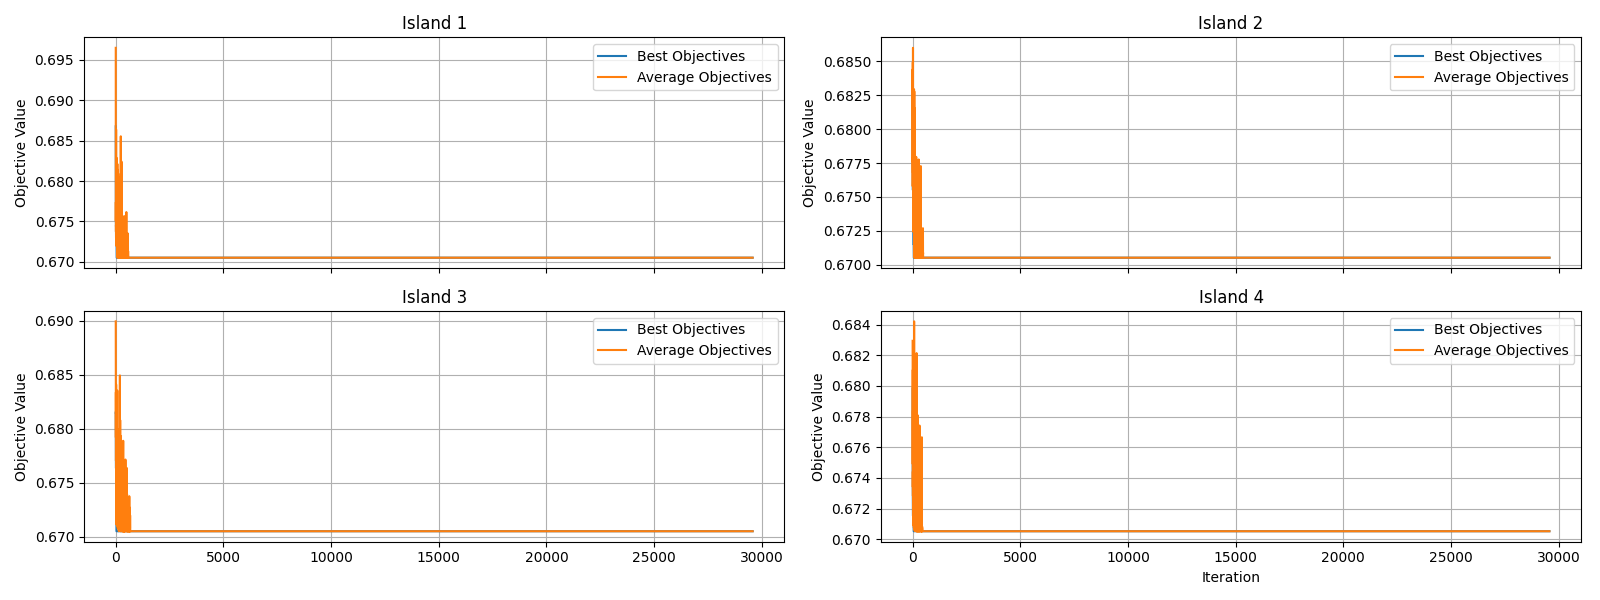 Island 1
Objective Value
0.695
0.690
0.685
0.680
0.675
0.670
Best Objectives
Average Objectives
Island 2
Objective Value
0.6850
0.6825
0.6800
0.6775
0.6750
0.6725
0.6700
Best Objectives
Average Objectives
Island 3
Objective Value
0.690
0.685
0.680
0.675
0.670
Best Objectives
Average Objectives
0 5000 10000 15000 20000 25000 30000
Island 4
Objective Value
0.684
0.682
0.680
0.678
0.676
0.674
0.672
0.670
Best Objectives
Average Objectives
0 5000 10000 15000 20000 25000 30000
Iteration